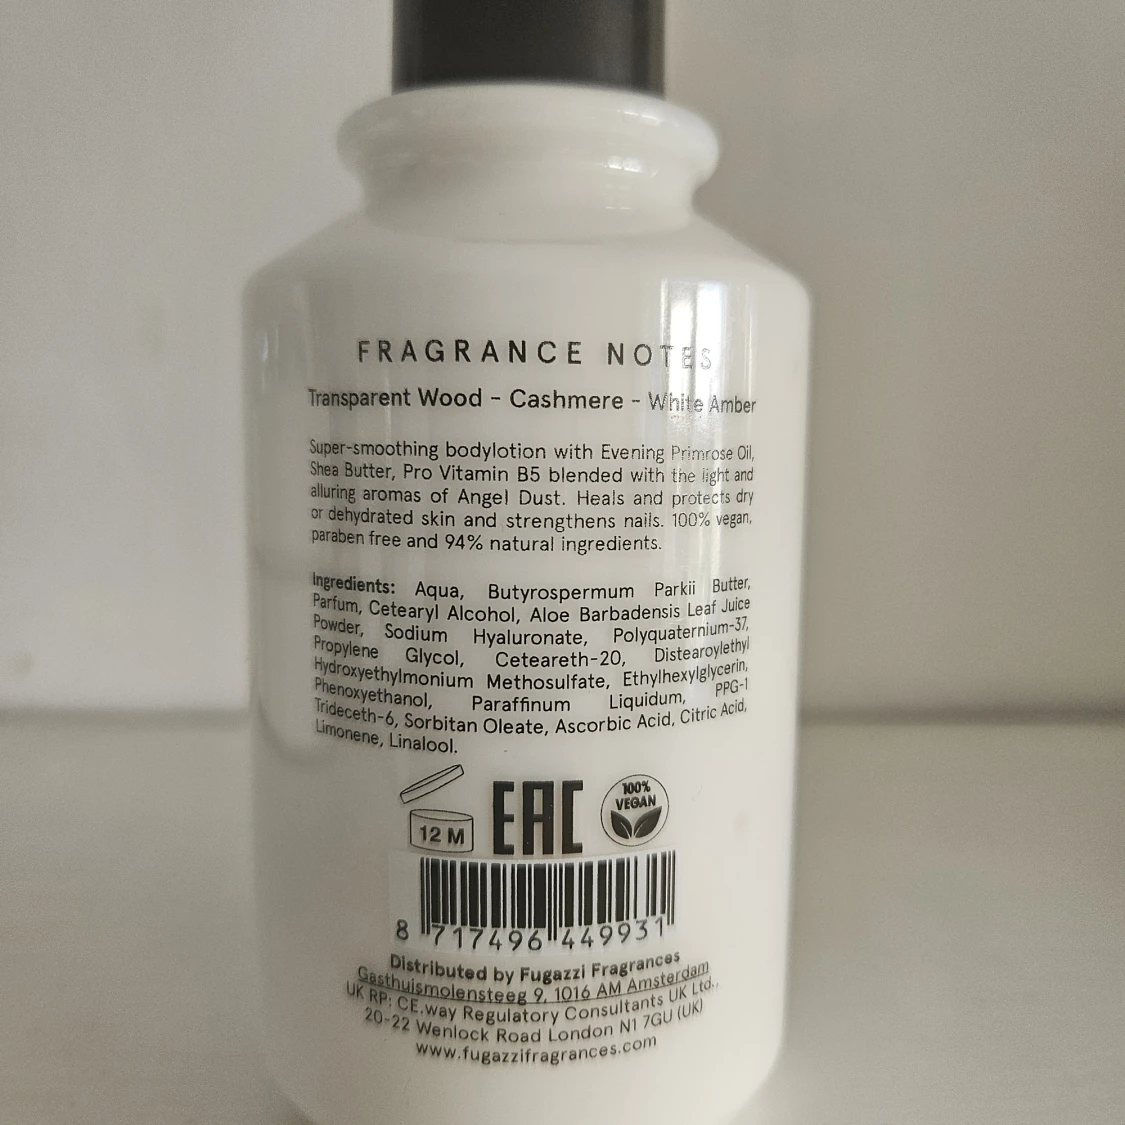 FRAGRANCE NOTES
Transparent Wood - Cashmere - White Amber
Super-smoothing bodylotion with Evening Primrose Oil,
Shea Butter, Pro Vitamin B5 blended with the light and
alluring aromas of Angel Dust. Heals and protects dry
or dehydrated skin and strengthens nails. 100% vegan,
paraben free and 94% natural ingredients.
Ingredients: Aqua, Butyrospermum Parkii Butter,
Parfum, Cetearyl Alcohol, Aloe Barbadensis Leaf Juice
Powder, Sodium Hyaluronate, Polyquaternium-37,
Propylene Glycol, Ceteareth-20, Distearoylethyl
Hydroxyethylmonium Methosulfate, Ethylhexylglycerin,
Phenoxyethanol, Paraffinum Liquidum, PPG-1
Trideceth-6, Sorbitan Oleate, Ascorbic Acid, Citric Acid,
Limonene, Linalool.
12 M
EAC
100%
VEGAN
8 717496 449931
Distributed by Fugazzi Fragrances
Gasthuismolensteeg 9, 1016 AM Amsterdam
UK RP: CE.way Regulatory Consultants UK Ltd.,
20-22 Wenlock Road London N1 7GU (UK)
www.fugazzifragrances.com